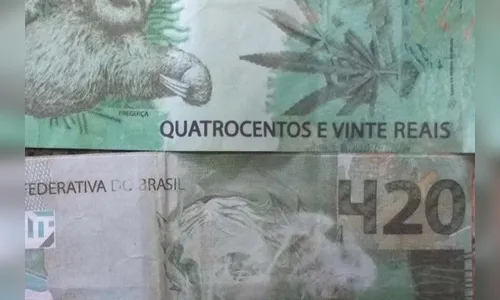 PREGUIÇA
QUATROCENTOS E VINTE REAIS
FEDERATIVA DO BRASIL
420